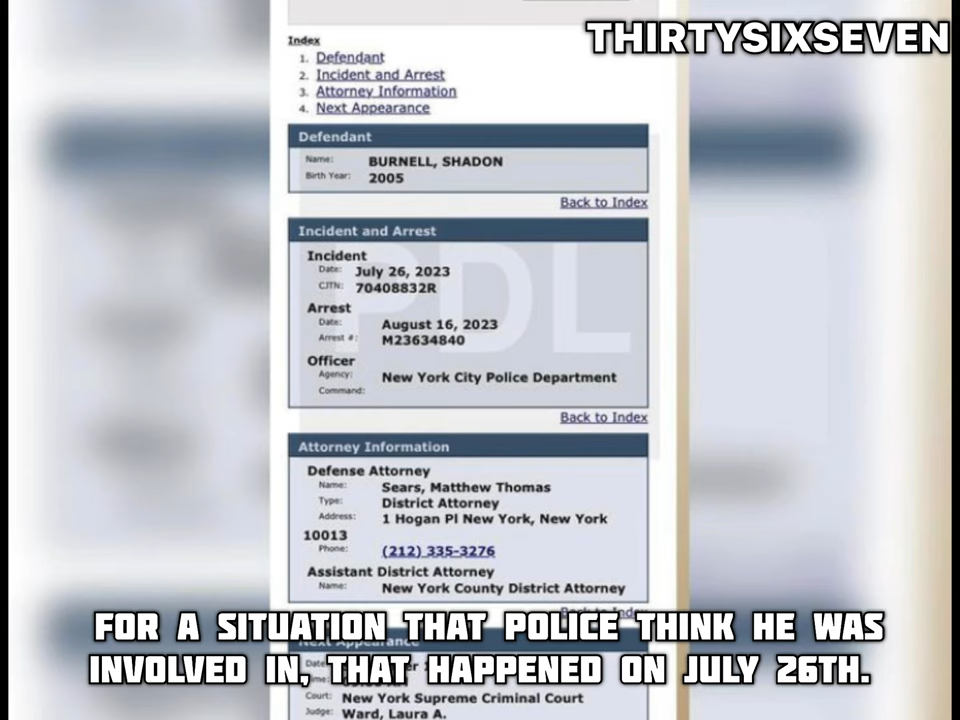 THIRTYSIXSEVEN
Index
1. Defendant
2. Incident and Arrest
3. Attorney Information
4. Next Appearance
Defendant
Name: BURNELL, SHADON
Birth Year: 2005
Back to Index
Incident and Arrest
Incident
Date: July 26, 2023
CJTN: 70408832R
Arrest
Date: August 16, 2023
Arrest #: M23634840
Officer
Agency: New York City Police Department
Command:
Back to Index
PDL
Attorney Information
Defense Attorney
Name: Sears, Matthew Thomas
Type: District Attorney
Address: 1 Hogan Pl New York, New York
10013
Phone: (212) 335-3276
Assistant District Attorney
Name: New York County District Attorney
Back to Index
FOR A SITUATION THAT POLICE THINK HE WAS
Next Appearance
INVOLVED IN, THAT HAPPENED ON JULY 26TH.
Court: New York Supreme Criminal Court
Judge: Ward, Laura A.